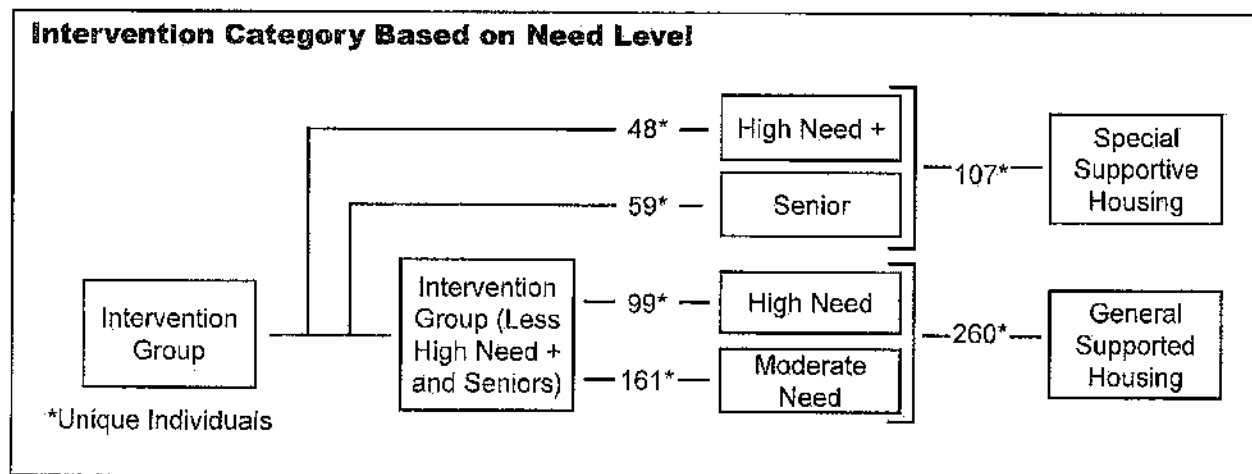 Intervention Category Based on Need Level
48*
High Need +
59*
Senior
107*
Special
Supportive
Housing
Intervention
Group
Intervention
Group (Less
High Need +
and Seniors)
99*
High Need
161*
Moderate
Need
260*
General
Supported
Housing
*Unique Individuals